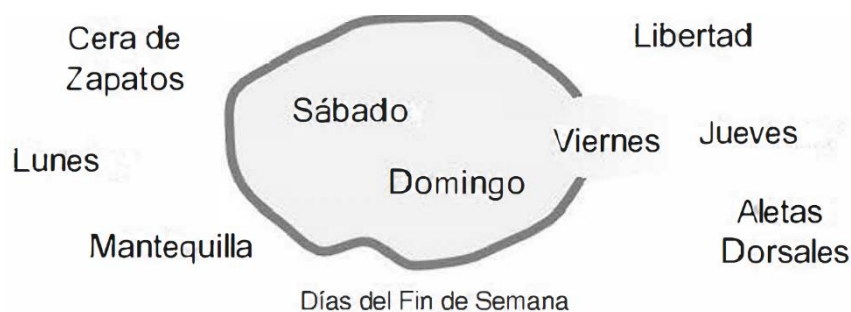 Cera de
Zapatos
Libertad
Sábado
Viernes
Jueves
Lunes
Domingo
Aletas
Dorsales
Mantequilla
Días del Fin de Semana